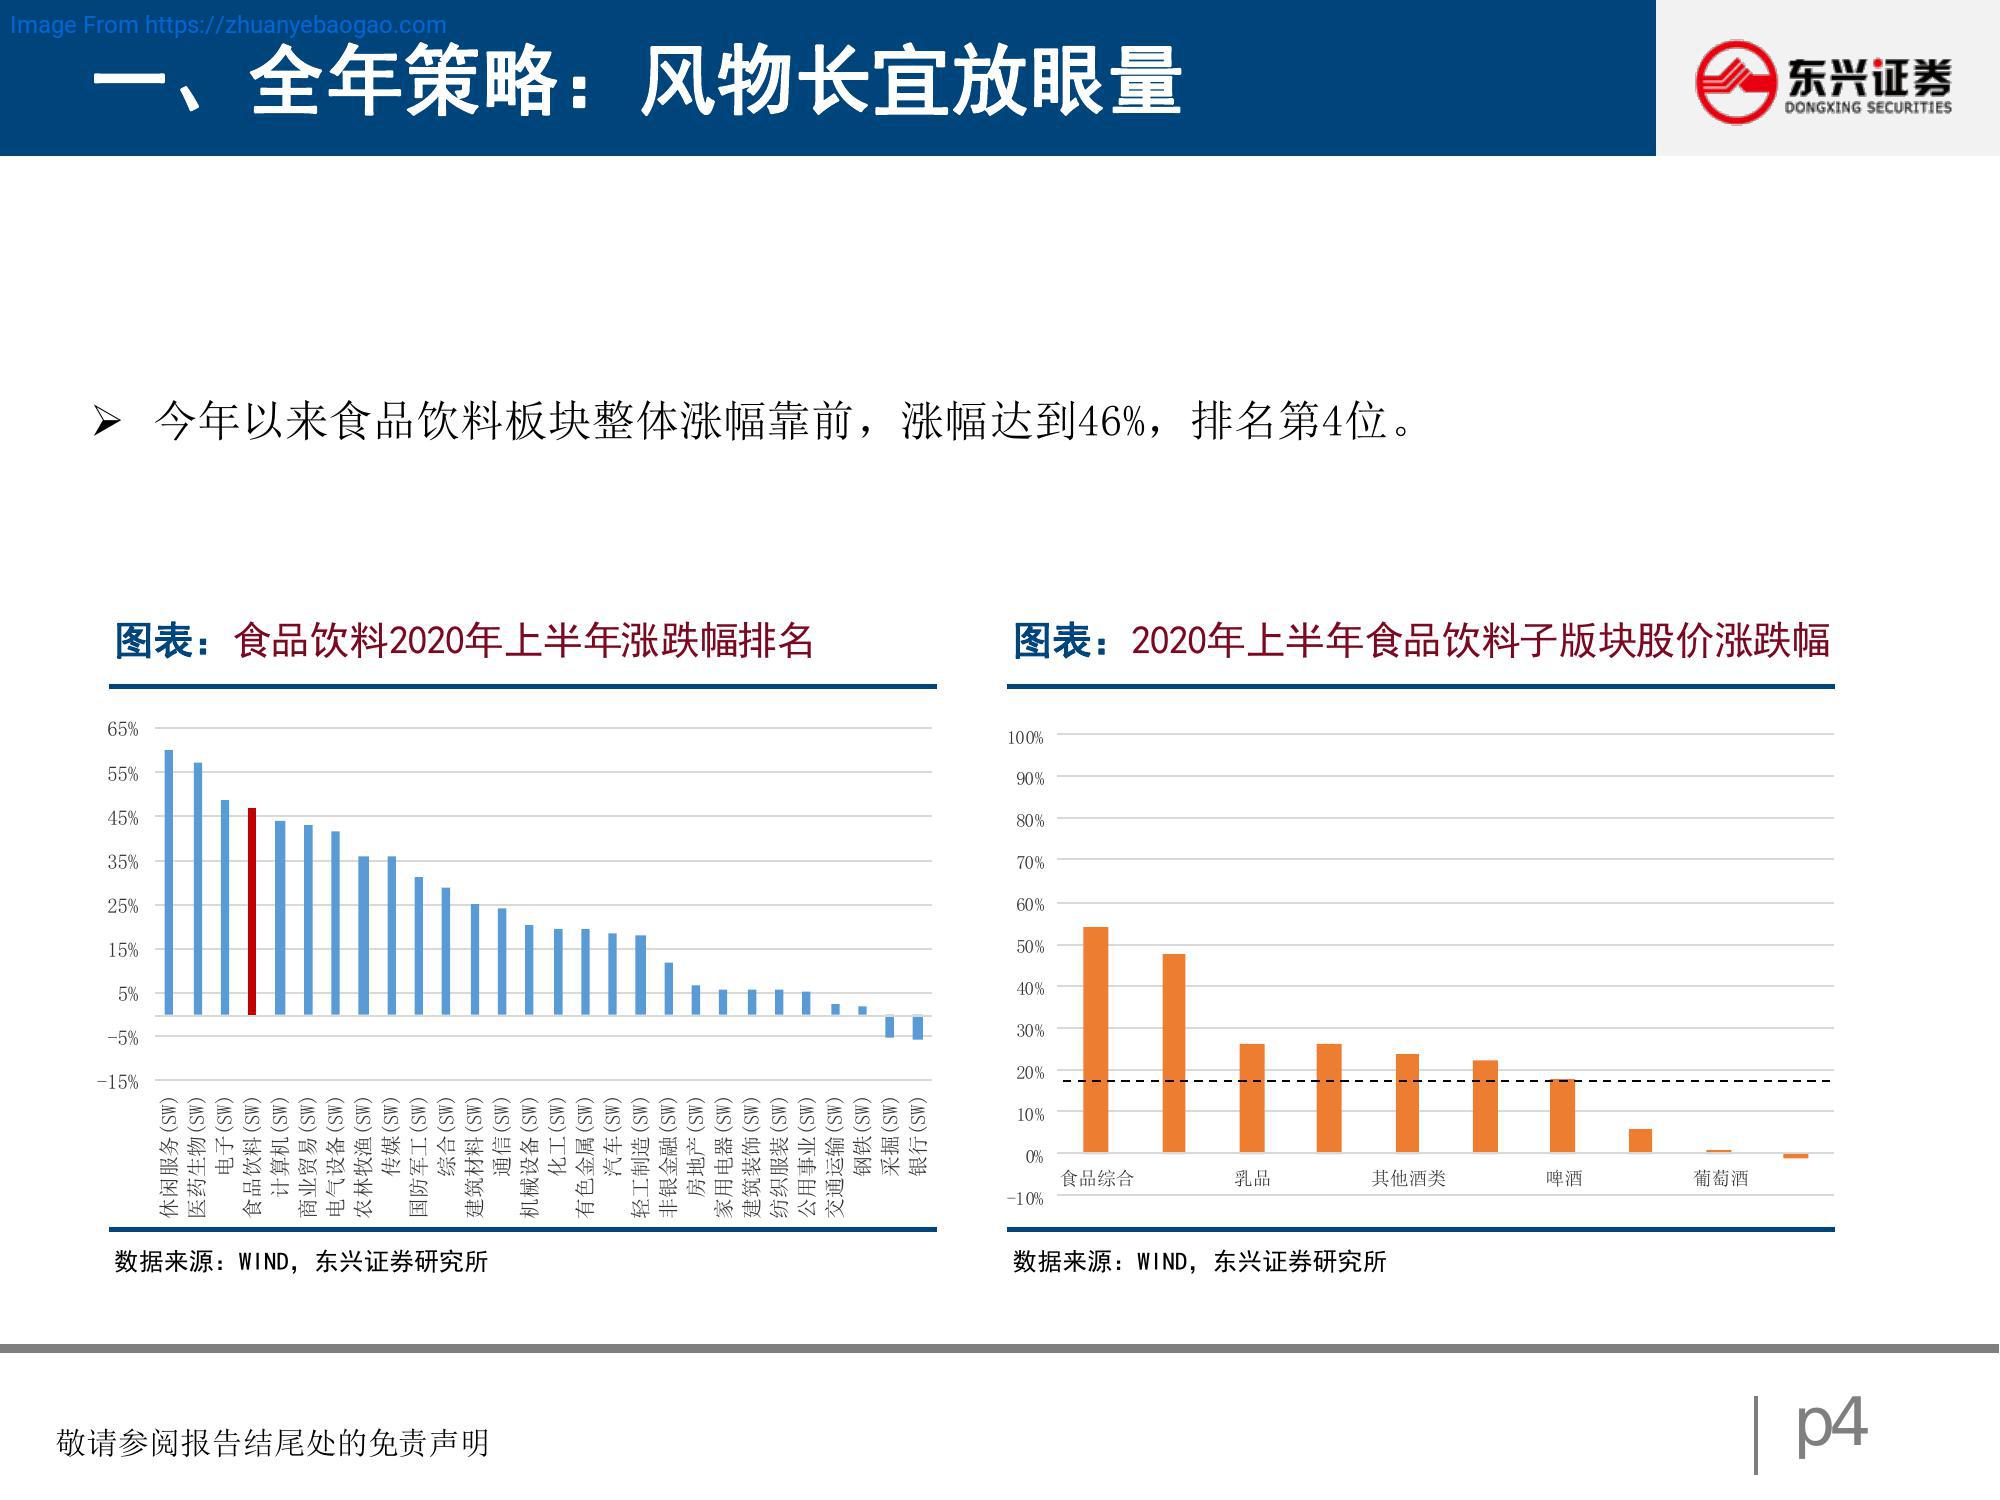 Image From https://zhuanyebaogao.com
一、全年策略：风物长宜放眼量
东兴证券
DONGXING SECURITIES
➢ 今年以来食品饮料板块整体涨幅靠前，涨幅达到46%，排名第4位。
图表：食品饮料2020年上半年涨跌幅排名
65%
55%
45%
35%
25%
15%
5%
-5%
-15%
休闲服务(SW)
医药生物(SW)
电子(SW)
食品饮料(SW)
计算机(SW)
商业贸易(SW)
电气设备(SW)
农林牧渔(SW)
传媒(SW)
国防军工(SW)
综合(SW)
建筑材料(SW)
通信(SW)
机械设备(SW)
化工(SW)
有色金属(SW)
汽车(SW)
轻工制造(SW)
非银金融(SW)
房地产(SW)
家用电器(SW)
建筑装饰(SW)
纺织服装(SW)
公用事业(SW)
交通运输(SW)
钢铁(SW)
采掘(SW)
银行(SW)
数据来源：WIND，东兴证券研究所
图表：2020年上半年食品饮料子版块股价涨跌幅
100%
90%
80%
70%
60%
50%
40%
30%
20%
10%
0%
-10%
食品综合
乳品
其他酒类
啤酒
葡萄酒
数据来源：WIND，东兴证券研究所
敬请参阅报告结尾处的免责声明
p4